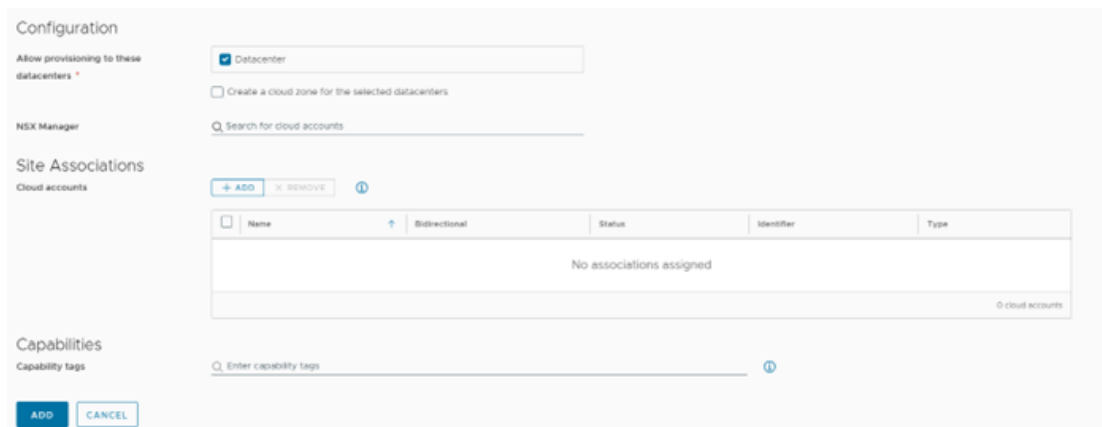 Configuration
Allow provisioning to these
datacenters *
Datacenter
Create a cloud zone for the selected datacenters
NSX Manager
Search for cloud accounts
Site Associations
Cloud accounts
+ ADD
× REMOVE
Name
Bidirectional
Status
Identifier
Type
No associations assigned
0 cloud accounts
Capabilities
Capability tags
Enter capability tags
ADD
CANCEL